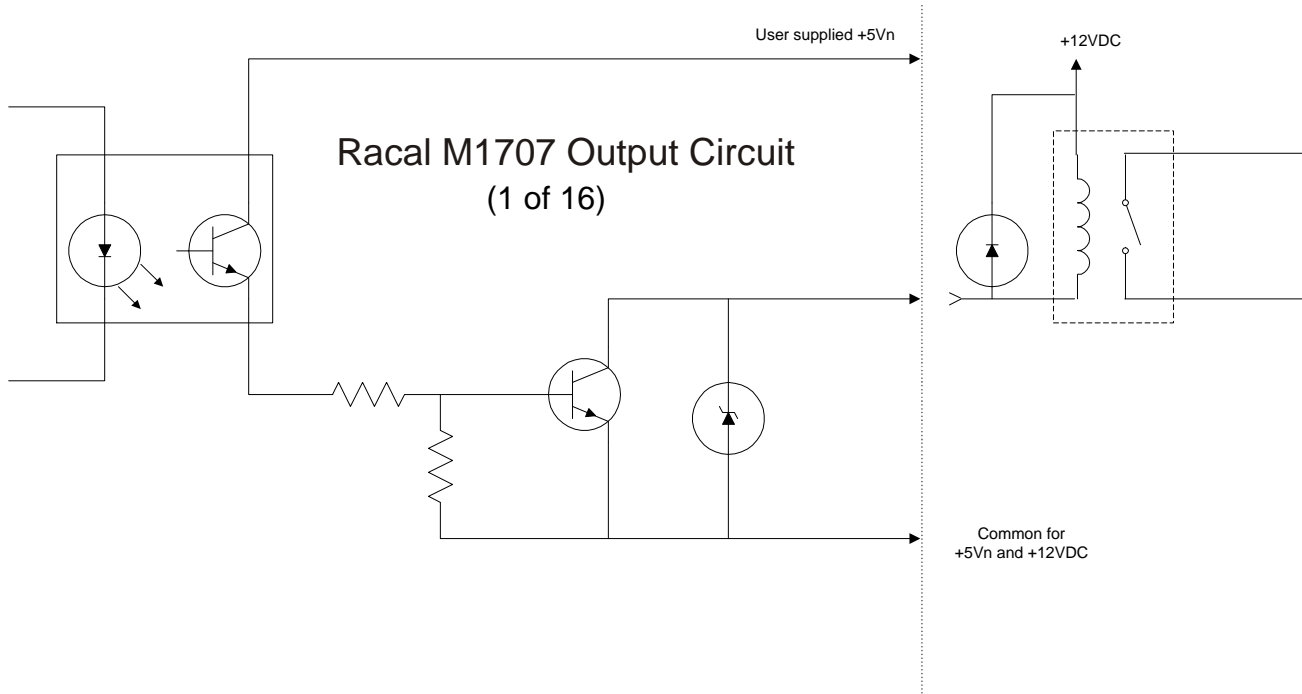 User supplied +5Vn
+12VDC
Racal M1707 Output Circuit
(1 of 16)
Common for
+5Vn and +12VDC